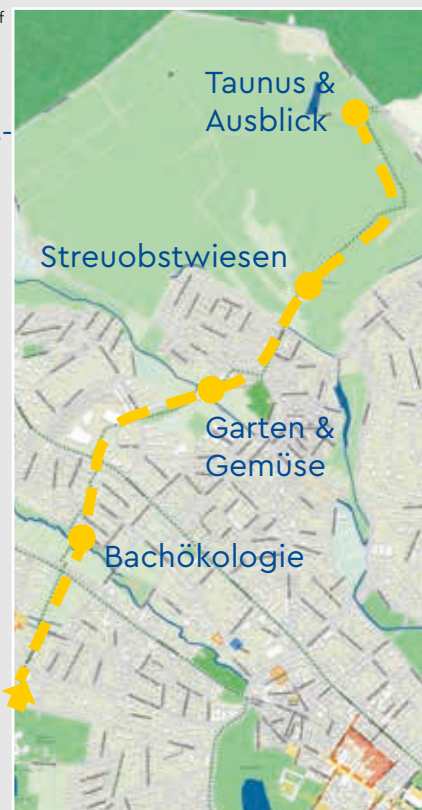 f
-
Taunus &
Ausblick
Streuobstwiesen
Garten &
Gemüse
Bachökologie